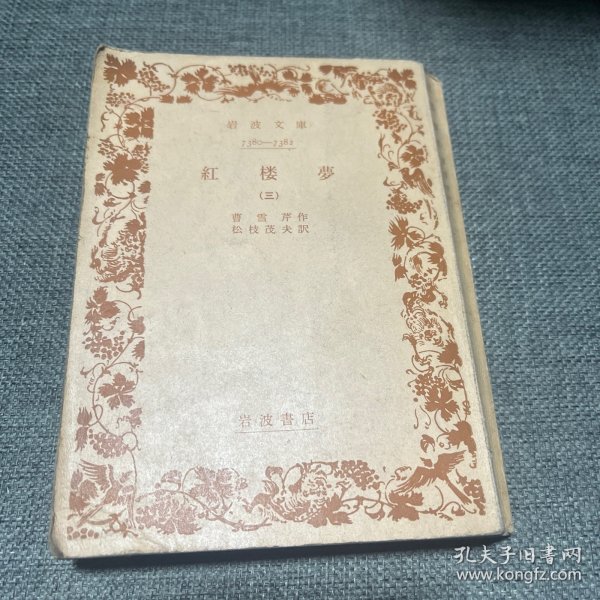 岩波文庫
7380—7382
紅楼夢
(三)
曹雪芹作
松枝茂夫訳
岩波書店
孔夫子旧书网
www.kongfz.com